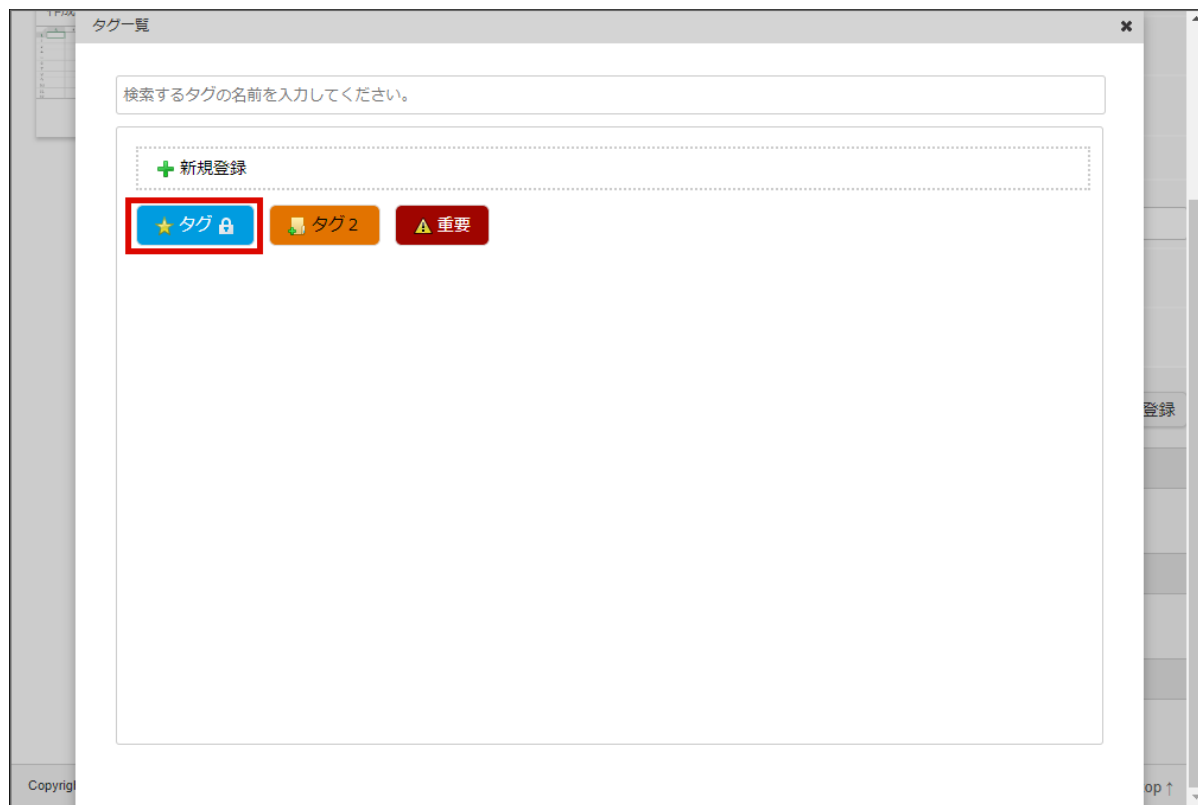 タグ一覧
検索するタグの名前を入力してください。
新規登録
タグ
タグ2
重要
登録
Copyrig
op ↑